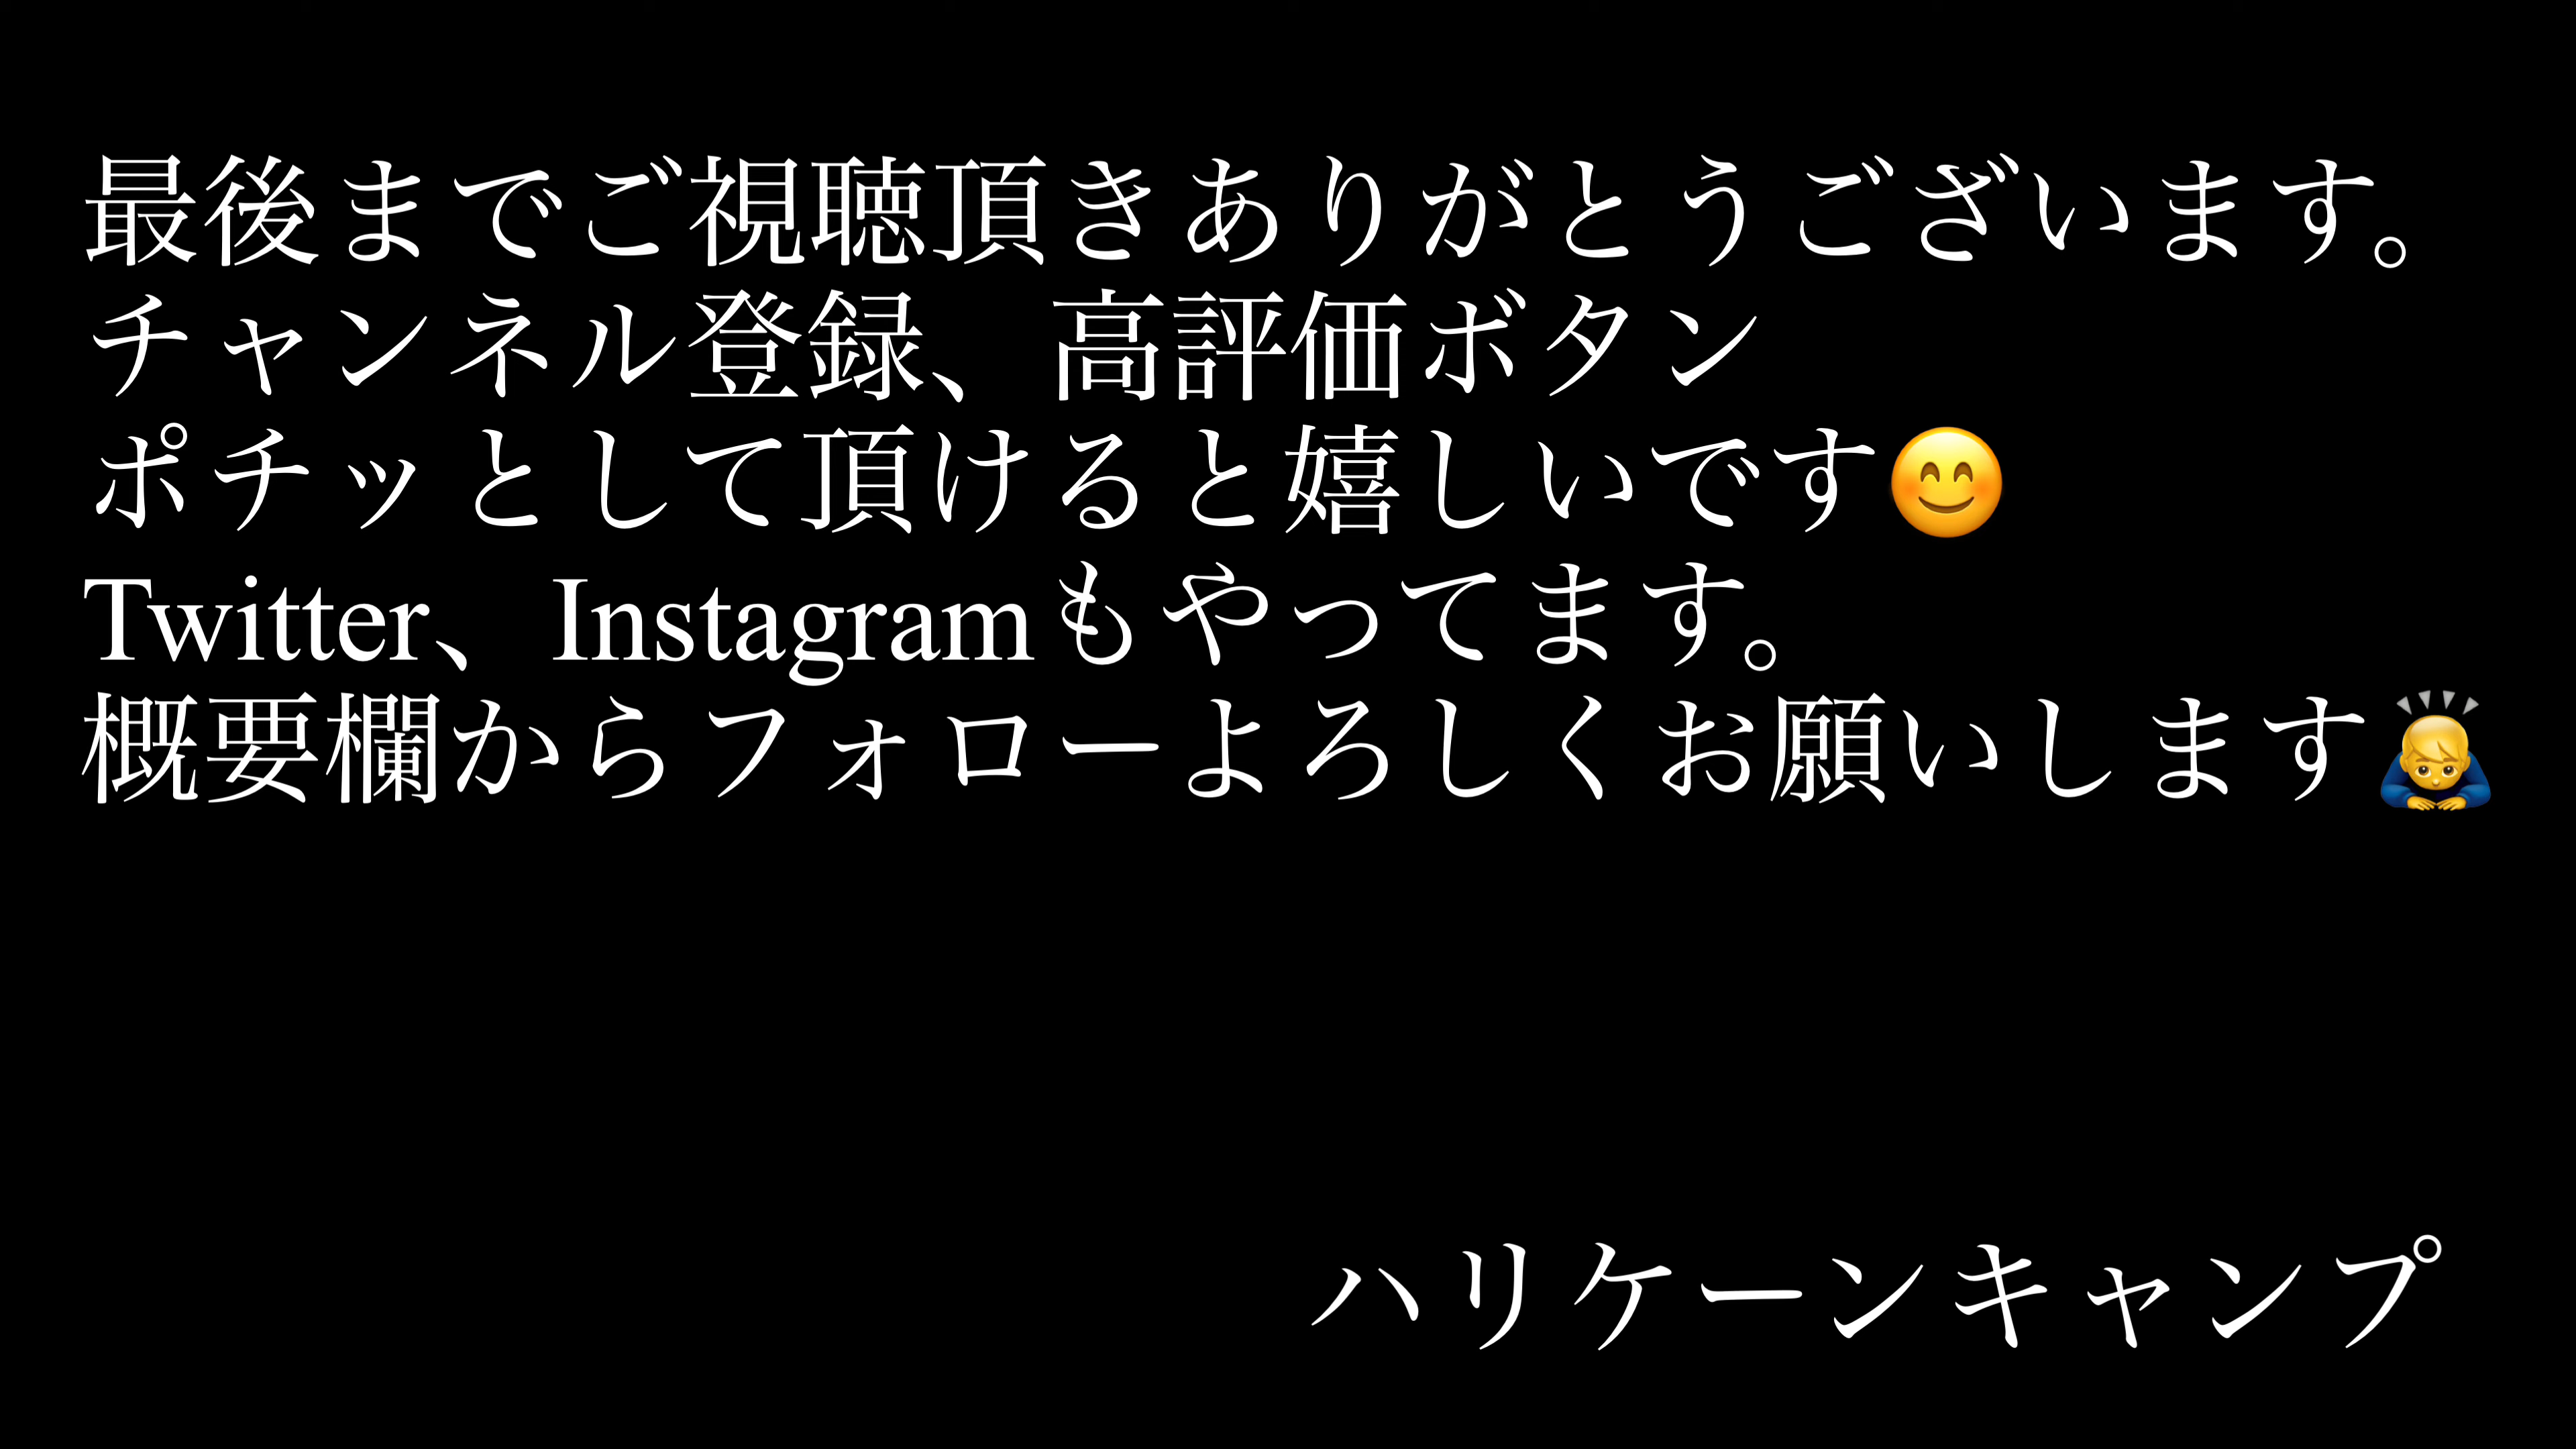 最後までご視聴頂きありがとうございます。
チャンネル登録、高評価ボタン
ポチッとして頂けると嬉しいです😊
Twitter、Instagramもやってます。
概要欄からフォローよろしくお願いします🙇‍♂️
ハリケーンキャンプ